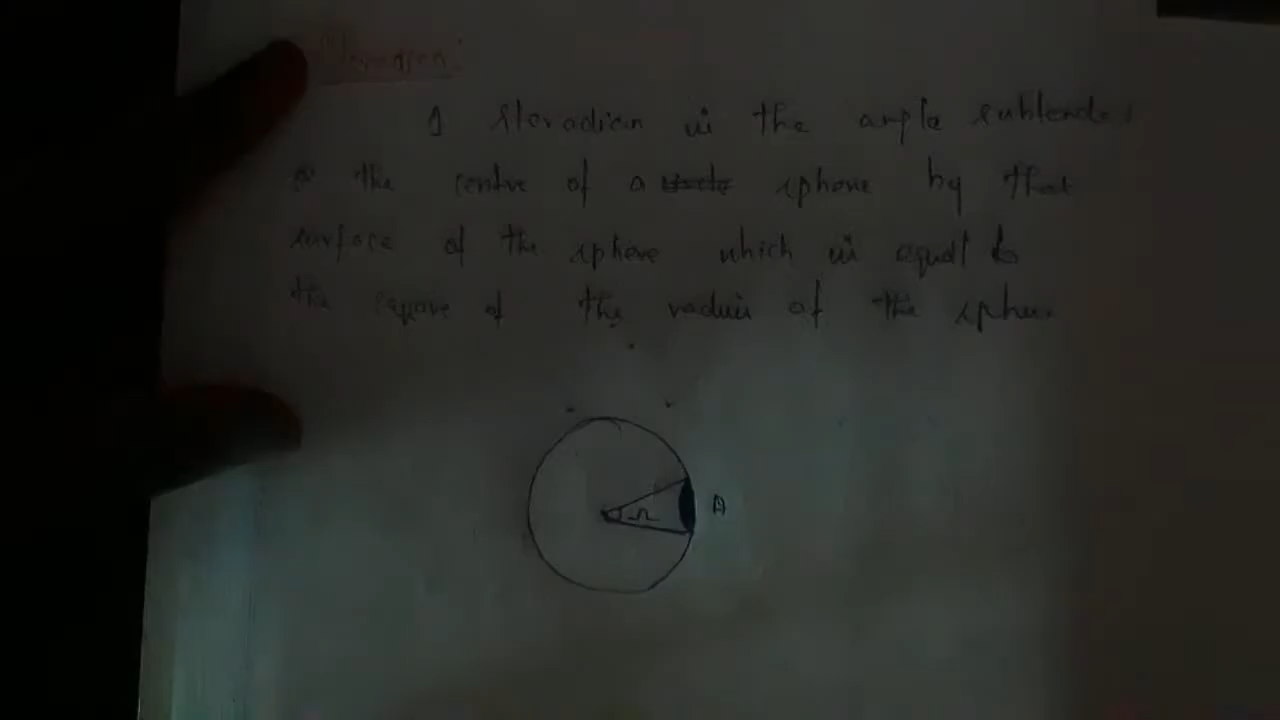 1 steradian is the angle subtended
the centre of a circle sphere by that
surface of the sphere which is equal to
the square of the radius of the sphere
Ω
A